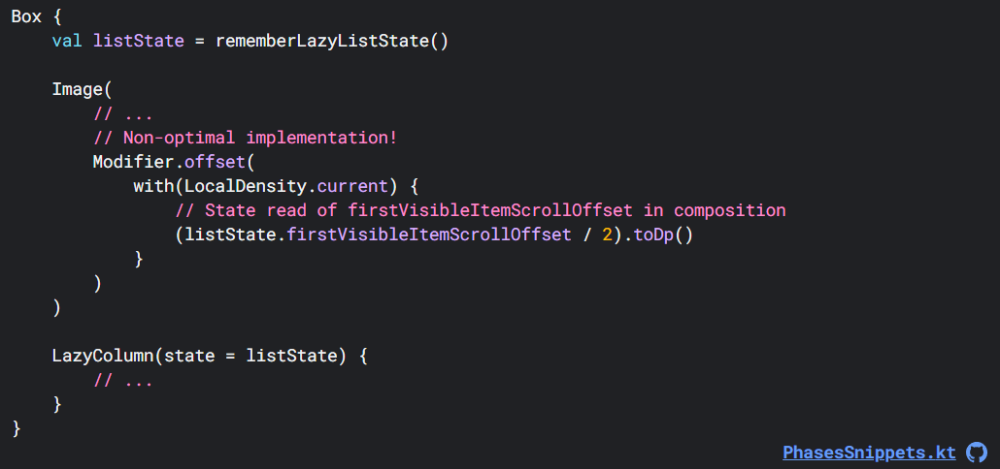 Box {
    val listState = rememberLazyListState()

    Image(
        // ...
        // Non-optimal implementation!
        Modifier.offset(
            with(LocalDensity.current) {
                // State read of firstVisibleItemScrollOffset in composition
                (listState.firstVisibleItemScrollOffset / 2).toDp()
            }
        )
    )

    LazyColumn(state = listState) {
        // ...
    }
}
PhasesSnippets.kt